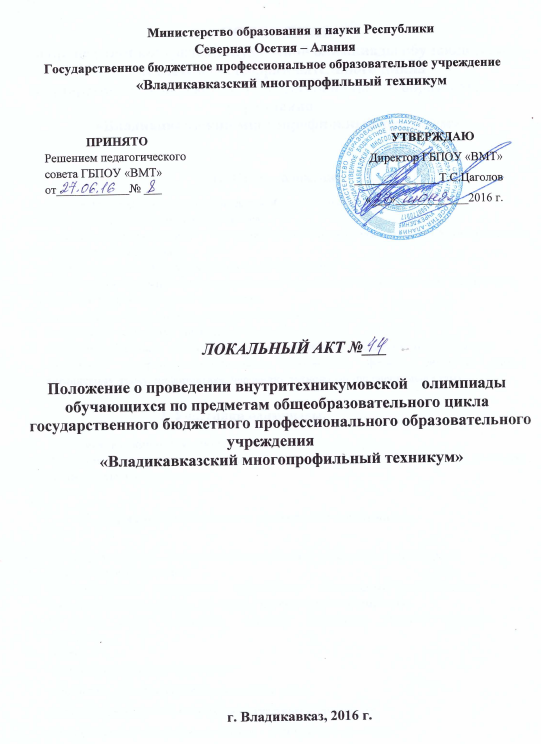 Министерство образования и науки Республики
Северная Осетия – Алания
Государственное бюджетное профессиональное образовательное учреждение
«Владикавказский многопрофильный техникум
ПРИНЯТО
Решением педагогического
совета ГБПОУ «ВМТ»
от 27.06.16 № 8
УТВЕРЖДАЮ
Директор ГБПОУ «ВМТ»
Т.С.Цаголов
июня 2016 г.
ЛОКАЛЬНЫЙ АКТ № 44
Положение о проведении внутритехникумовской олимпиады
обучающихся по предметам общеобразовательного цикла
государственного бюджетного профессионального образовательного
учреждения
«Владикавказский многопрофильный техникум»
г. Владикавказ, 2016 г.